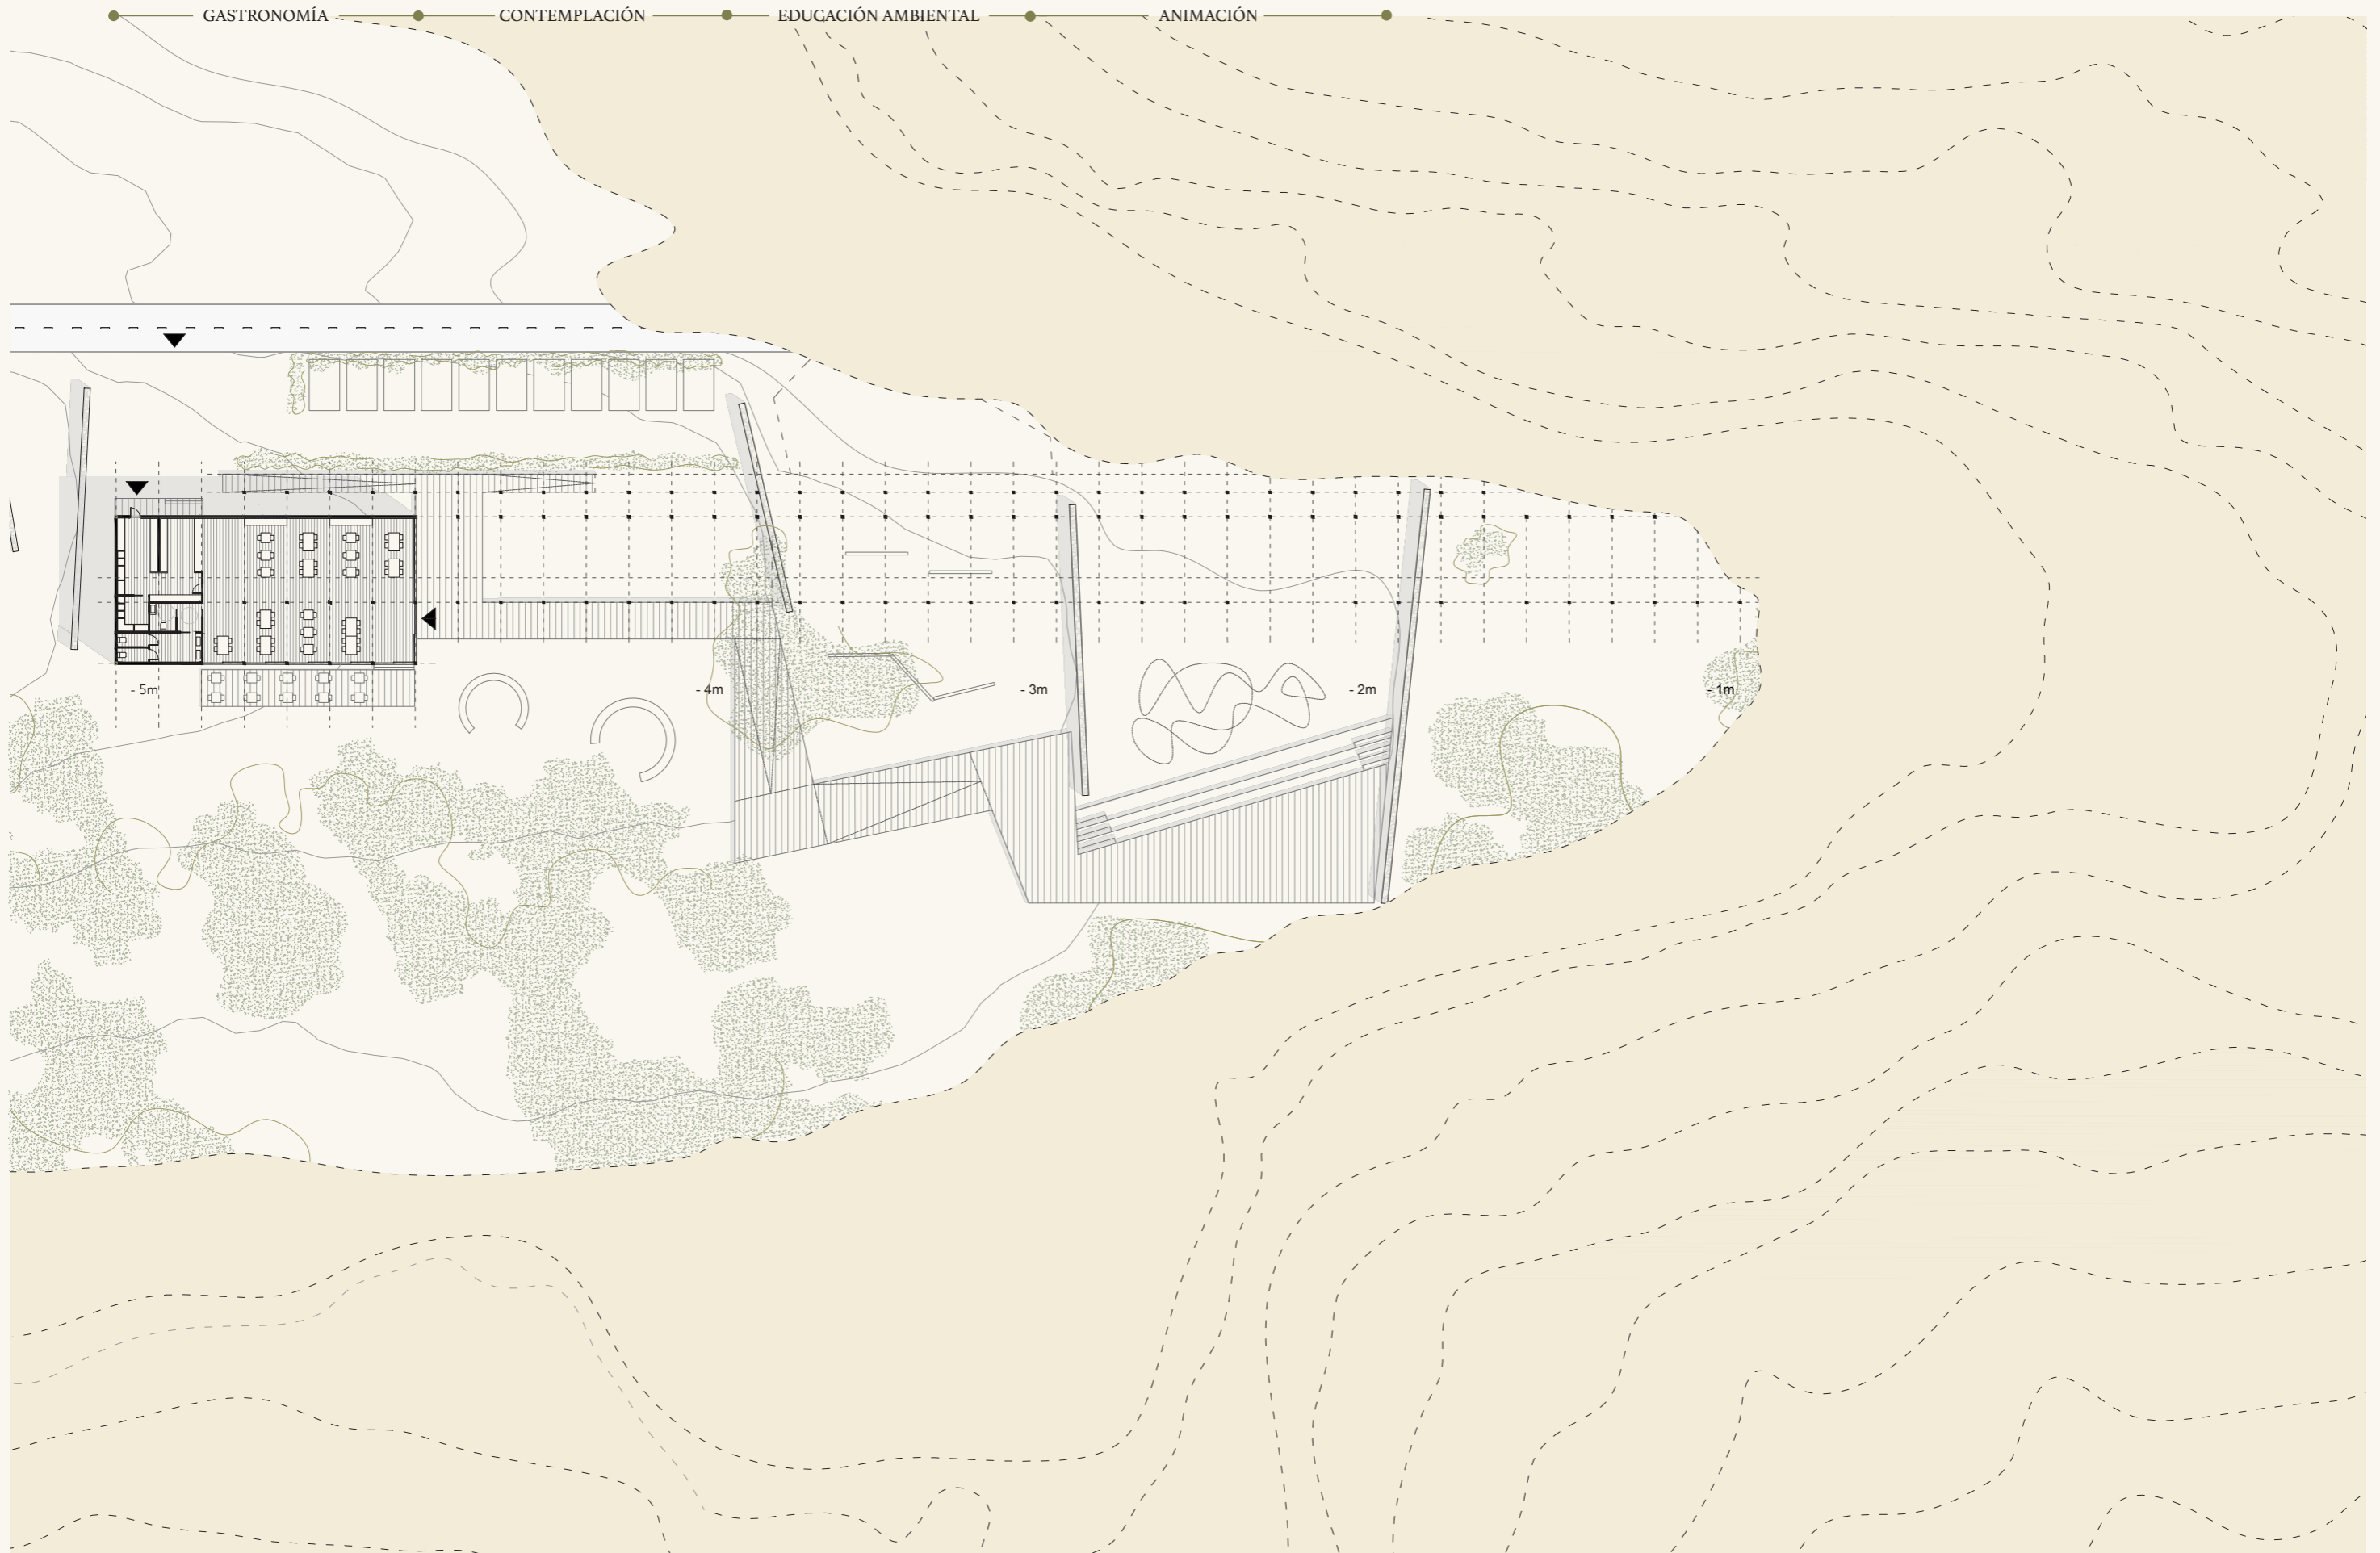 GASTRONOMÍA
CONTEMPLACIÓN
EDUCACIÓN AMBIENTAL
ANIMACIÓN
- 5m
- 4m
- 3m
- 2m
- 1m